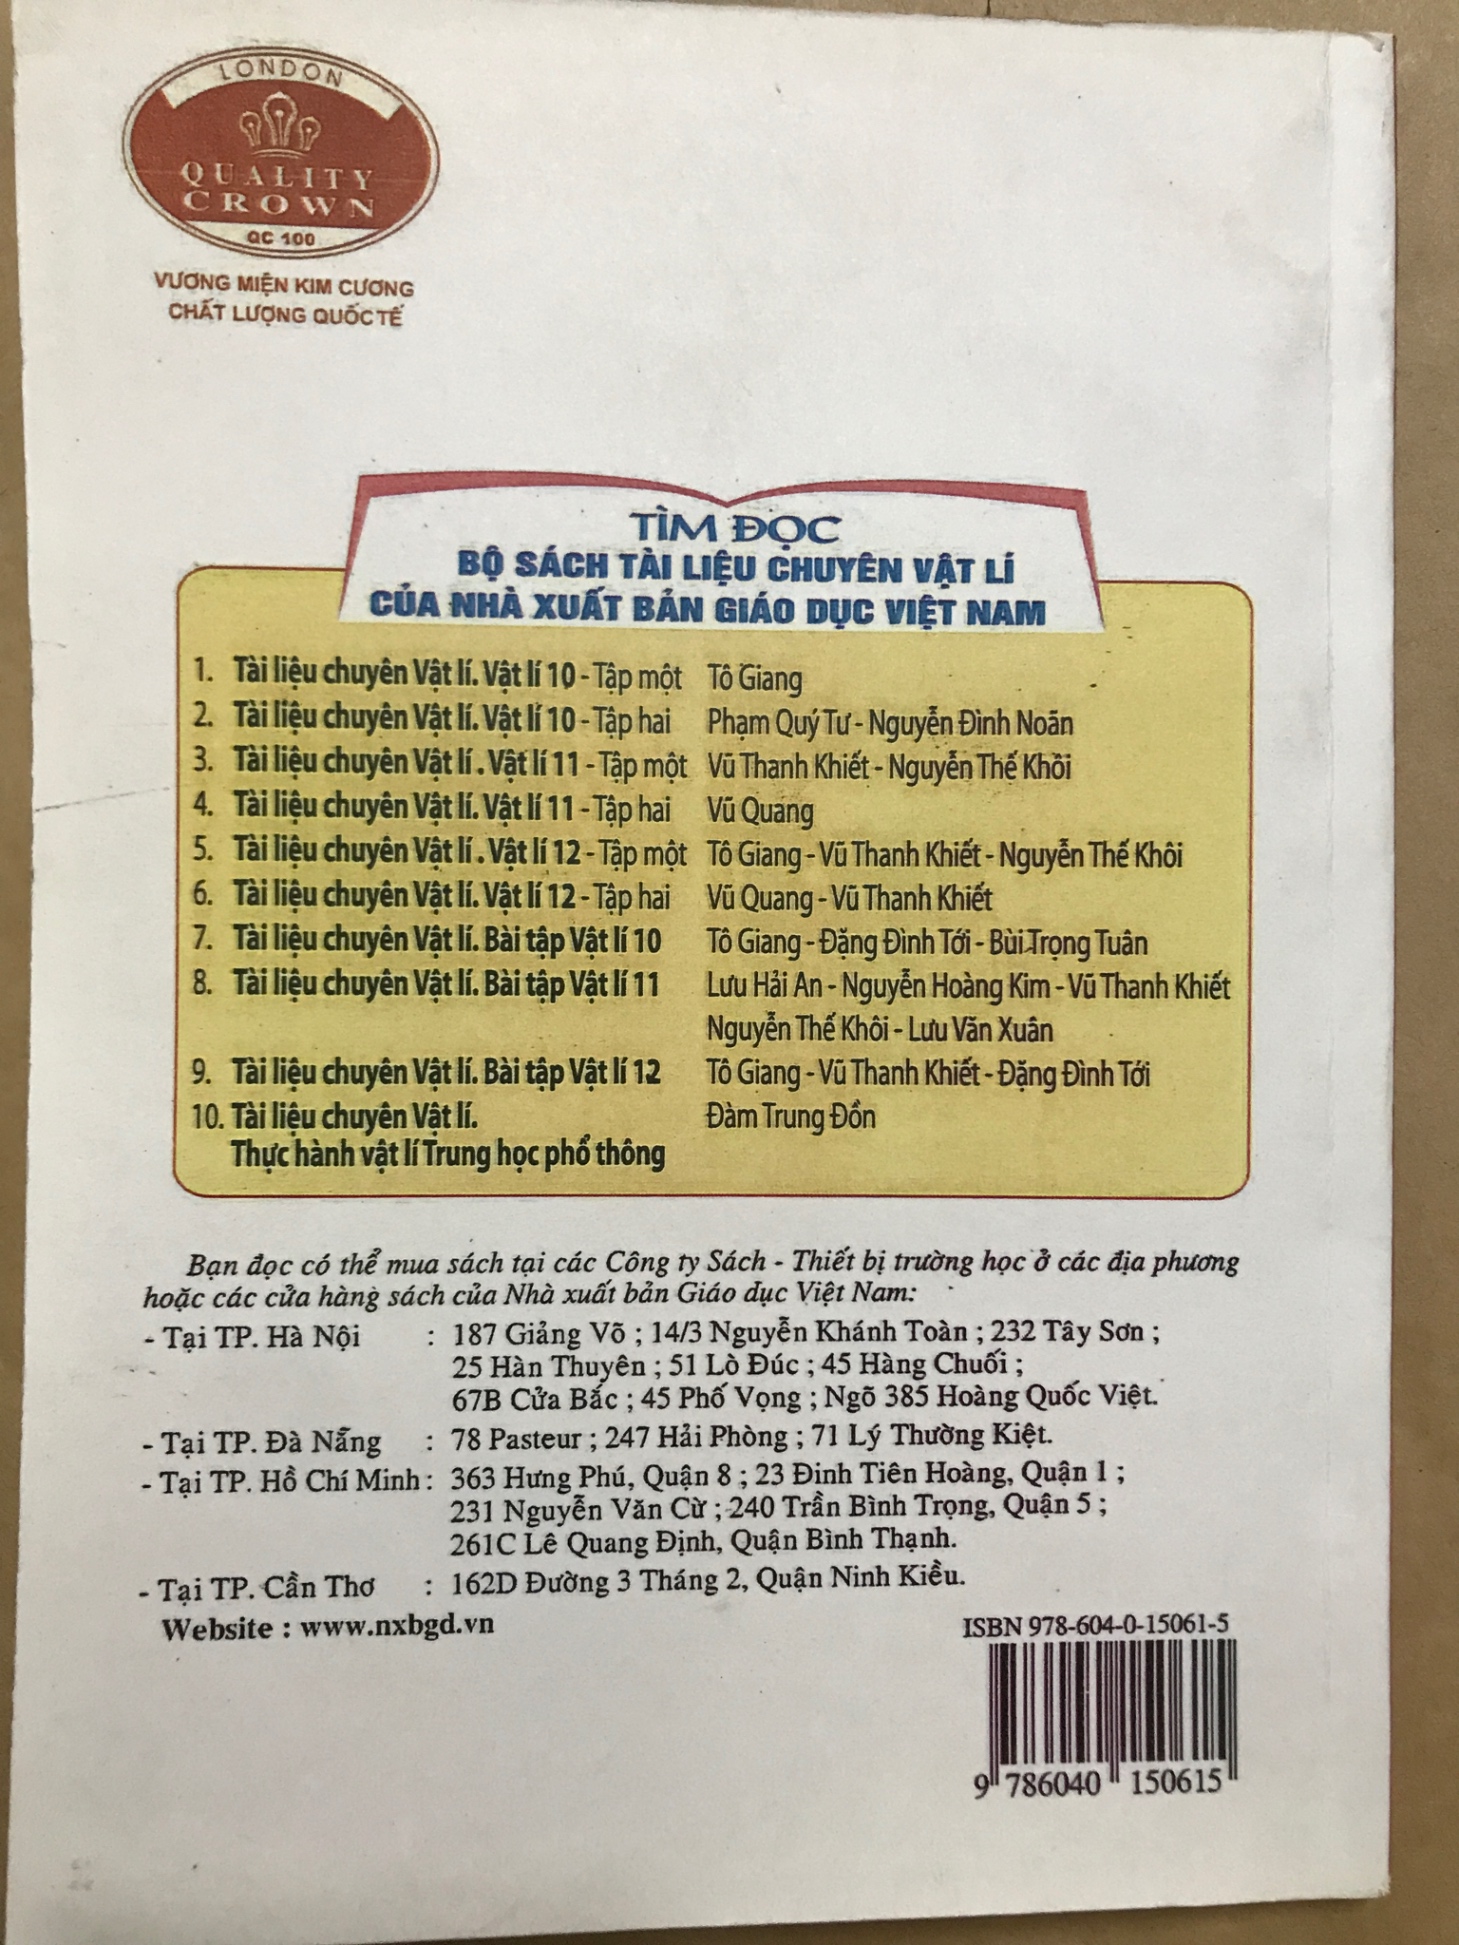 LONDON
QUALITY
CROWN
QC 100
VƯƠNG MIỆN KIM CƯƠNG
CHẤT LƯỢNG QUỐC TẾ
TÌM ĐỌC
BỘ SÁCH TÀI LIỆU CHUYÊN VẬT LÍ
CỦA NHÀ XUẤT BẢN GIÁO DỤC VIỆT NAM
1. Tài liệu chuyên Vật lí. Vật lí 10 - Tập một Tô Giang
2. Tài liệu chuyên Vật lí. Vật lí 10 - Tập hai Phạm Quý Tư - Nguyễn Đình Noãn
3. Tài liệu chuyên Vật lí . Vật lí 11 - Tập một Vũ Thanh Khiết - Nguyễn Thế Khôi
4. Tài liệu chuyên Vật lí. Vật lí 11 - Tập hai Vũ Quang
5. Tài liệu chuyên Vật lí . Vật lí 12 - Tập một Tô Giang - Vũ Thanh Khiết - Nguyễn Thế Khôi
6. Tài liệu chuyên Vật lí. Vật lí 12 - Tập hai Vũ Quang - Vũ Thanh Khiết
7. Tài liệu chuyên Vật lí. Bài tập Vật lí 10 Tô Giang - Đặng Đình Tới - Bùi Trọng Tuân
8. Tài liệu chuyên Vật lí. Bài tập Vật lí 11 Lưu Hải An - Nguyễn Hoàng Kim - Vũ Thanh Khiết
Nguyễn Thế Khôi - Lưu Văn Xuân
9. Tài liệu chuyên Vật lí. Bài tập Vật lí 12 Tô Giang - Vũ Thanh Khiết - Đặng Đình Tới
10. Tài liệu chuyên Vật lí. Đàm Trung Đồn
Thực hành vật lí Trung học phổ thông
Bạn đọc có thể mua sách tại các Công ty Sách - Thiết bị trường học ở các địa phương
hoặc các cửa hàng sách của Nhà xuất bản Giáo dục Việt Nam:
- Tại TP. Hà Nội : 187 Giảng Võ ; 14/3 Nguyễn Khánh Toàn ; 232 Tây Sơn ;
25 Hàn Thuyên ; 51 Lò Đúc ; 45 Hàng Chuối ;
67B Cửa Bắc ; 45 Phố Vọng ; Ngõ 385 Hoàng Quốc Việt.
- Tại TP. Đà Nẵng : 78 Pasteur ; 247 Hải Phòng ; 71 Lý Thường Kiệt.
- Tại TP. Hồ Chí Minh : 363 Hưng Phú, Quận 8 ; 23 Đinh Tiên Hoàng, Quận 1 ;
231 Nguyễn Văn Cừ ; 240 Trần Bình Trọng, Quận 5 ;
261C Lê Quang Định, Quận Bình Thạnh.
- Tại TP. Cần Thơ : 162D Đường 3 Tháng 2, Quận Ninh Kiều.
Website : www.nxbgd.vn
ISBN 978-604-0-15061-5
9 786040 150615